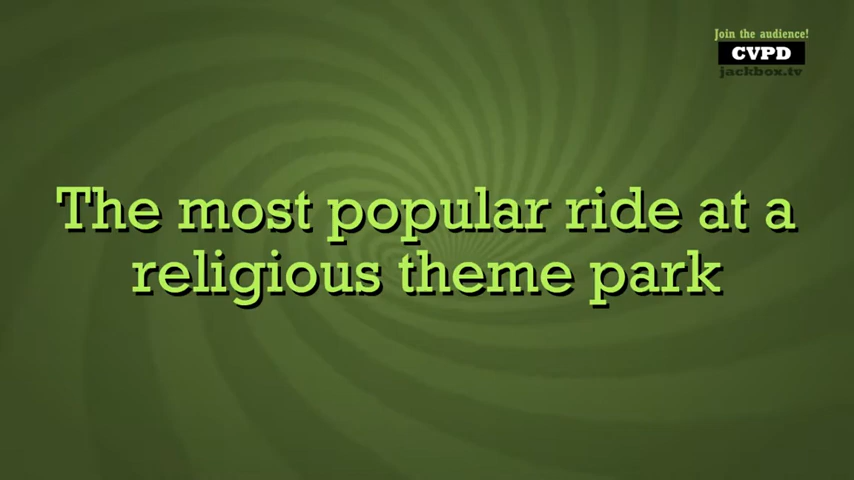 Join the audience!
CVPD
jackbox.tv
The most popular ride at a
religious theme park